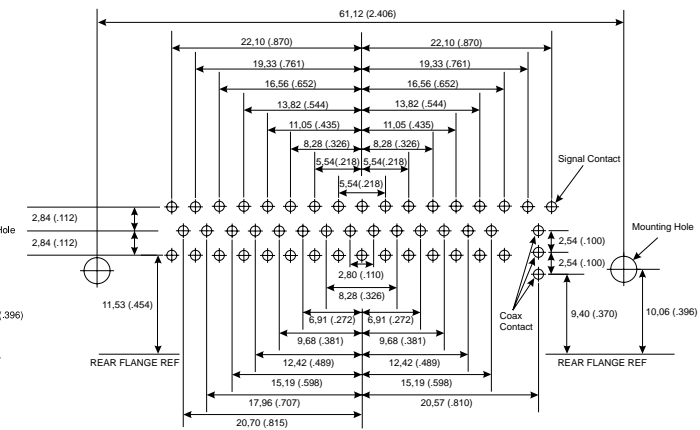 61,12 (2.406)
22,10 (.870) 22,10 (.870)
19,33 (.761) 19,33 (.761)
16,56 (.652) 16,56 (.652)
13,82 (.544) 13,82 (.544)
11,05 (.435) 11,05 (.435)
8,28 (.326) 8,28 (.326)
5,54(.218) 5,54(.218)
5,54(.218)
Signal Contact
2,84 (.112)
Hole
2,84 (.112)
Mounting Hole
2,54 (.100)
2,54 (.100)
2,80 (.110)
8,28 (.326)
11,53 (.454)
(.396)
6,91 (.272) 6,91 (.272)
Coax
Contact
9,40 (.370)
10,06 (.396)
9,68 (.381) 9,68 (.381)
REAR FLANGE REF
12,42 (.489) 12,42 (.489)
REAR FLANGE REF
15,19 (.598) 15,19 (.598)
17,96 (.707) 20,57 (.810)
20,70 (.815)